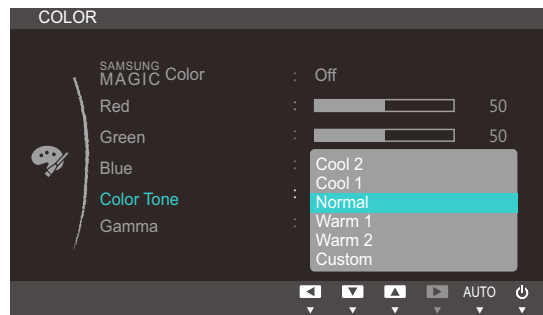 COLOR
SAMSUNG MAGIC Color : Off
Red : 50
Green : 50
Blue :
Color Tone :
Gamma :
Cool 2
Cool 1
Normal
Warm 1
Warm 2
Custom
AUTO